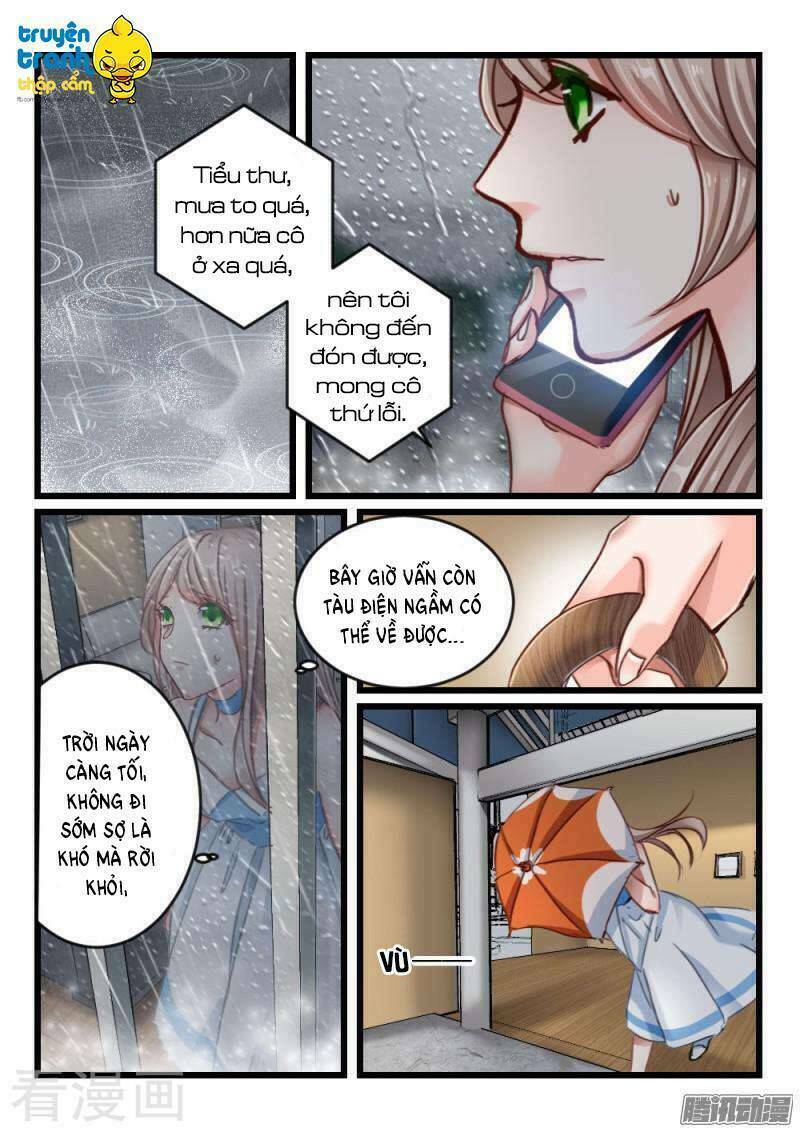 truyện
tranh
thập cẩm
Tiểu thư,
mưa to quá,
hơn nữa cô
ở xa quá,
nên tôi
không đến
đón được,
mong cô
thứ lỗi.
BÂY GIỜ VẪN CÒN
TÀU ĐIỆN NGẦM CÓ
THỂ VỀ ĐƯỢC...
TRỜI NGÀY
CÀNG TỐI,
KHÔNG ĐI
SỚM SỢ LÀ
KHÓ MÀ RỜI
KHỎI,
VÙ
看漫画
腾讯动漫